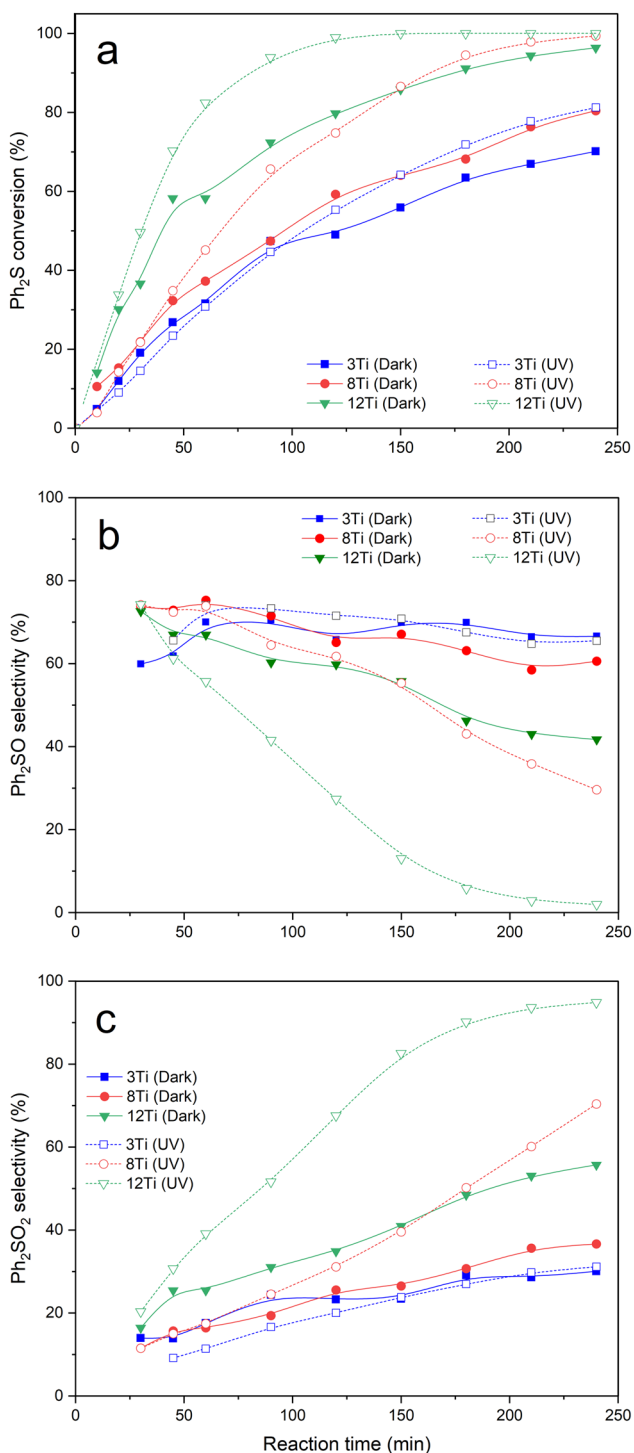 a
100
80
60
40
20
0
Ph₂S conversion (%)
3Ti (Dark) 3Ti (UV)
8Ti (Dark) 8Ti (UV)
12Ti (Dark) 12Ti (UV)
0 50 100 150 200 250
b
100
80
60
40
20
0
Ph₂SO selectivity (%)
3Ti (Dark) 3Ti (UV)
8Ti (Dark) 8Ti (UV)
12Ti (Dark) 12Ti (UV)
0 50 100 150 200 250
c
100
80
60
40
20
0
Ph₂SO₂ selectivity (%)
3Ti (Dark)
8Ti (Dark)
12Ti (Dark)
3Ti (UV)
8Ti (UV)
12Ti (UV)
0 50 100 150 200 250
Reaction time (min)